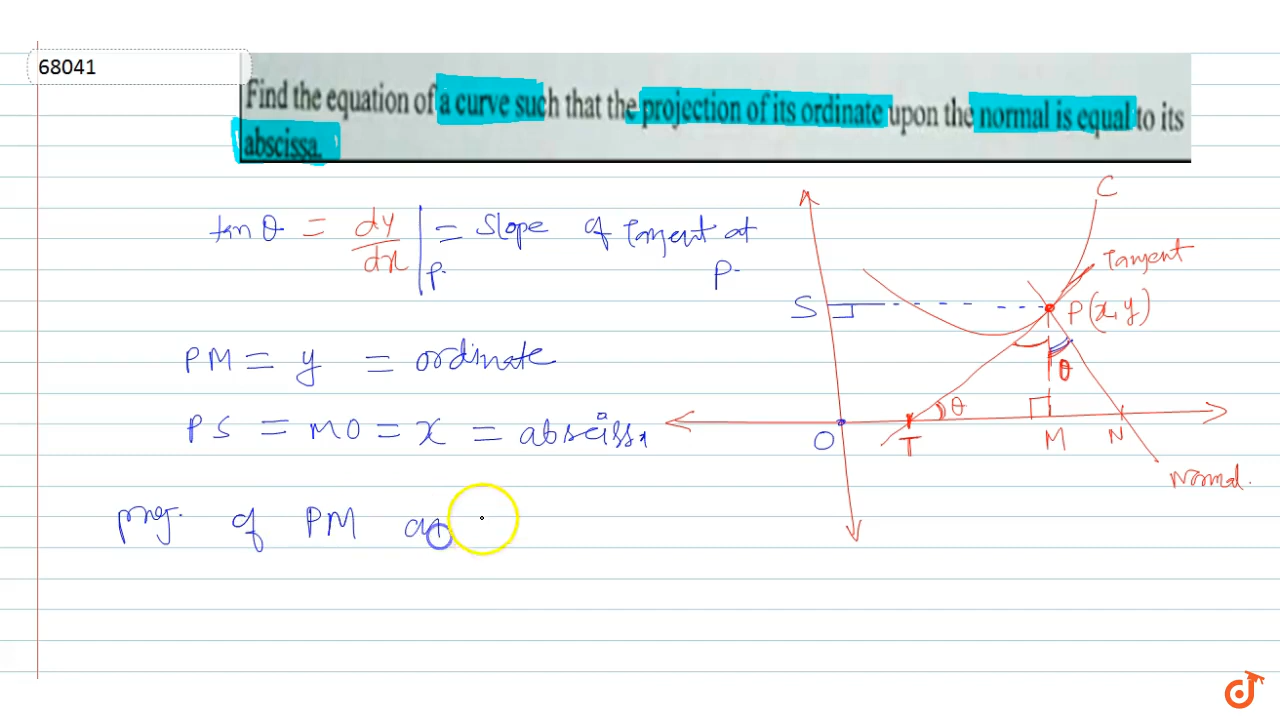 68041
Find the equation of a curve such that the projection of its ordinate upon the normal is equal to its
abscissa.
tan θ = dy/dx |P. = Slope of Tangent at P.
PM = y = ordinate
PS = MO = x = abscissa
proj. of PM
C
Tangent
S
P(x, y)
θ
θ
O
T
M
N
Normal.